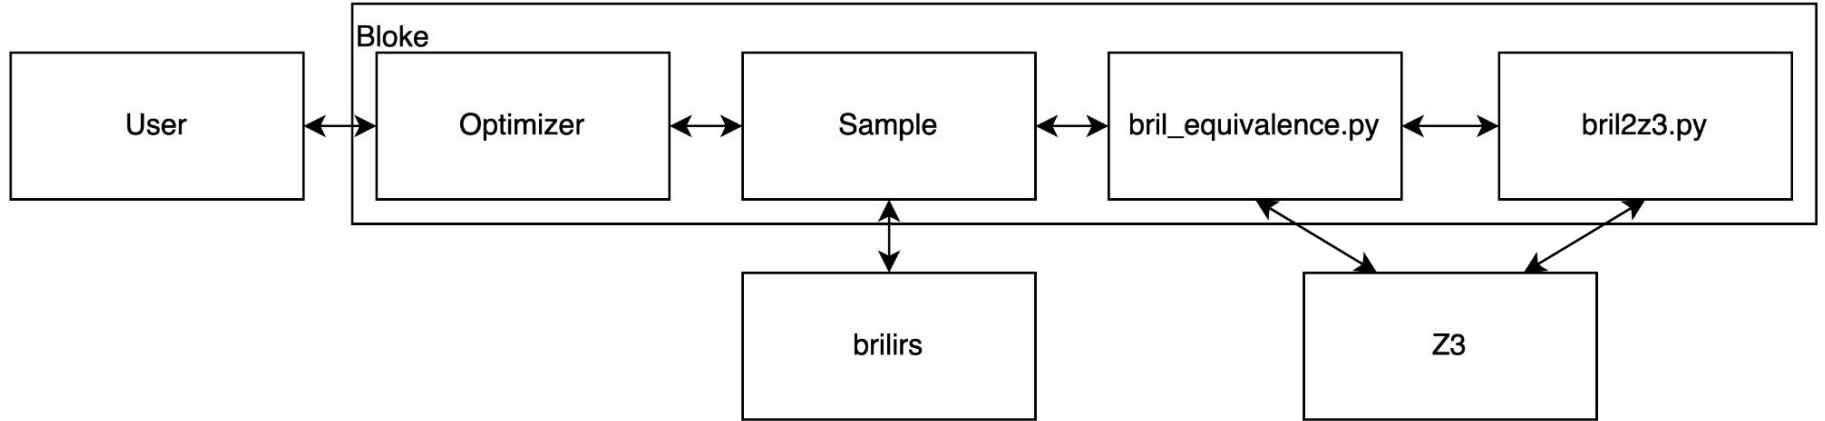 Bloke
User
Optimizer
Sample
bril_equivalence.py
bril2z3.py
brilirs
Z3